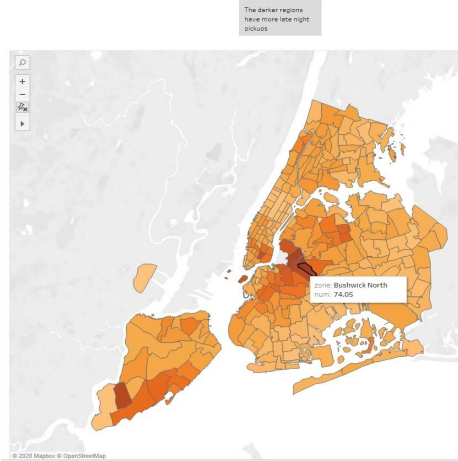 The darker regions
have more late night
pickups
zone: Bushwick North
num: 74.05
© 2020 Mapbox © OpenStreetMap